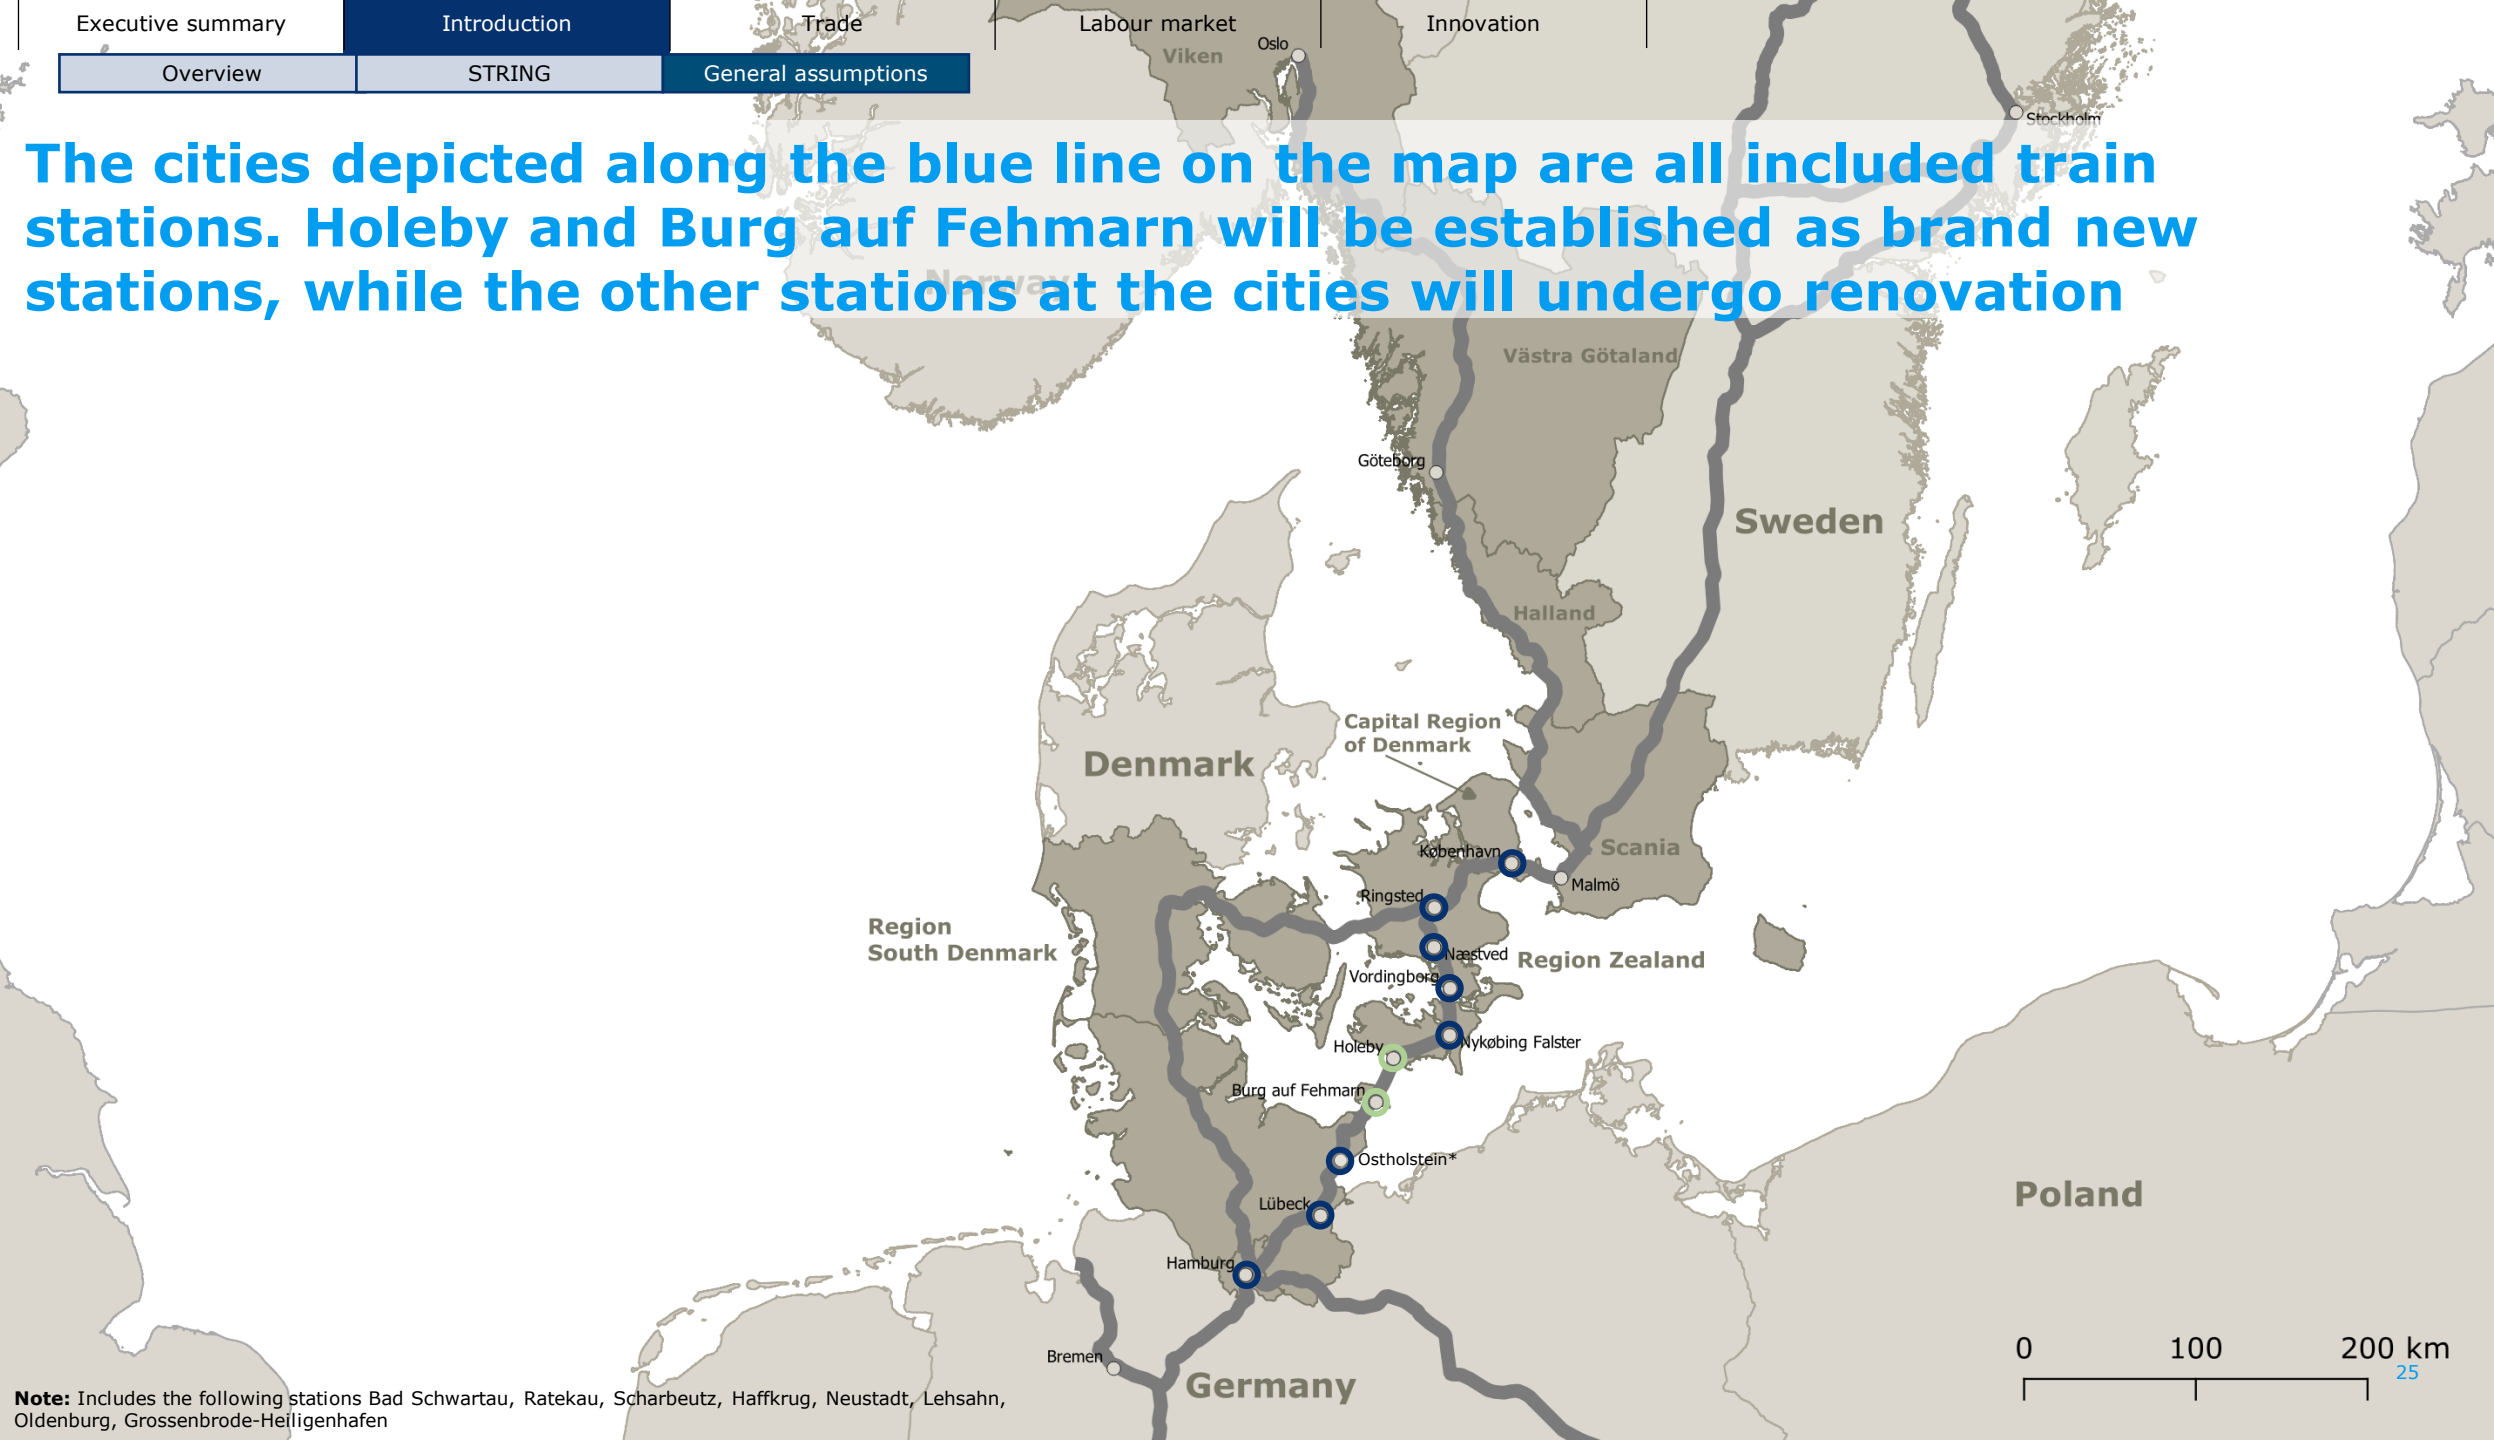 Executive summary
Introduction
Trade
Labour market
Innovation
Overview
STRING
General assumptions
Viken
Oslo
Stockholm
The cities depicted along the blue line on the map are all included train
stations. Holeby and Burg auf Fehmarn will be established as brand new
stations, while the other stations at the cities will undergo renovation
Norway
Västra Götaland
Göteborg
Sweden
Halland
Capital Region
of Denmark
Denmark
København
Scania
Malmö
Ringsted
Region
South Denmark
Næstved
Region Zealand
Vordingborg
Nykøbing Falster
Holeby
Burg auf Fehmarn
Ostholstein*
Lübeck
Poland
Hamburg
Bremen
Germany
0 100 200 km
25
Note: Includes the following stations Bad Schwartau, Ratekau, Scharbeutz, Haffkrug, Neustadt, Lehsahn,
Oldenburg, Grossenbrode-Heiligenhafen